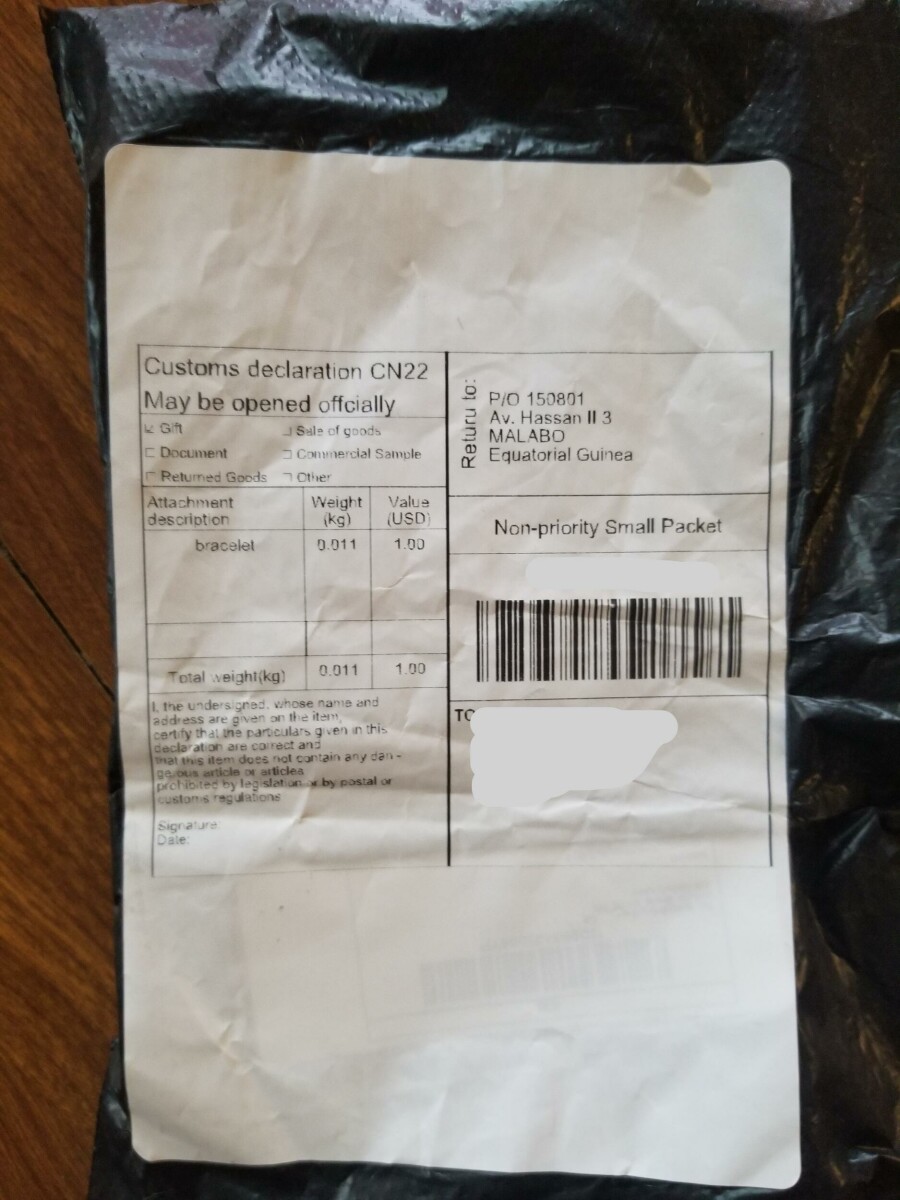 Customs declaration CN22
May be opened offcially
Gift
Sale of goods
Document
Commercial Sample
Returned Goods
Other
Attachment description
Weight (kg)
Value (USD)
bracelet
0.011
1.00
Total weight(kg)
0.011
1.00
I, the undersigned, whose name and
address are given on the item,
certify that the particulars given in this
declaration are correct and
that this item does not contain any dan-
gerous article or articles
prohibited by legislation or by postal or
customs regulations
Signature:
Date:
Return to:
P/O 150801
Av. Hassan II 3
MALABO
Equatorial Guinea
Non-priority Small Packet
TO